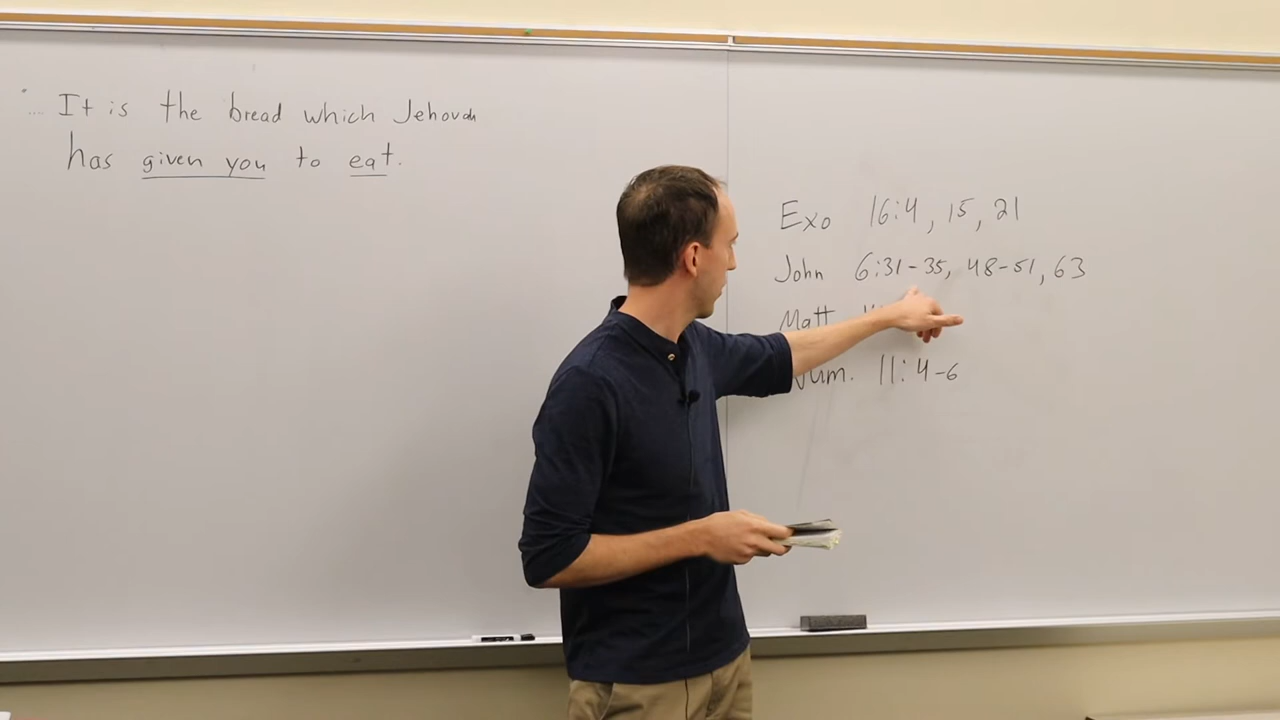 .... It is the bread which Jehovah
has given you to eat.
Exo 16:4, 15, 21
John 6:31-35, 48-51, 63
Matt
Num. 11:4-6